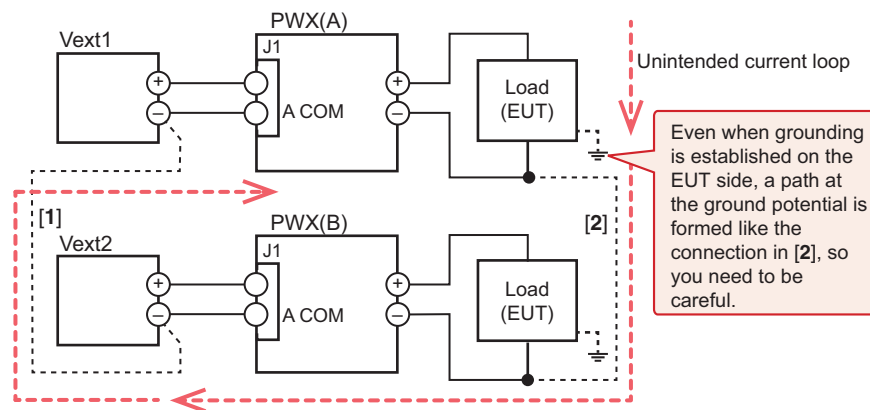 PWX(A)
Vext1
J1
+
+
–
–
A COM
Load
(EUT)
Unintended current loop
Even when grounding
is established on the
EUT side, a path at
the ground potential is
formed like the
connection in [2], so
you need to be
careful.
[1]
[2]
PWX(B)
Vext2
J1
+
+
–
–
A COM
Load
(EUT)